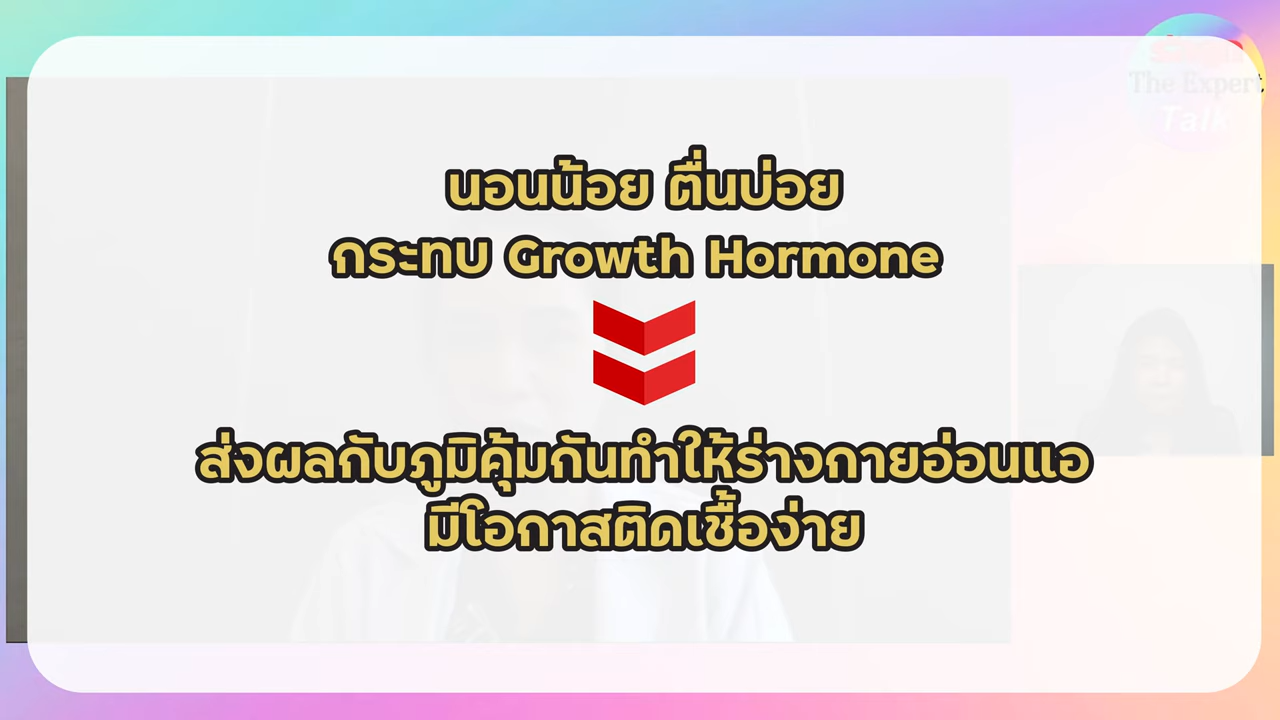 The Expert
Talk
นอนน้อย ตื่นบ่อย
กระทบ Growth Hormone
ส่งผลกับภูมิคุ้มกันทำให้ร่างกายอ่อนแอ
มีโอกาสติดเชื้อง่าย